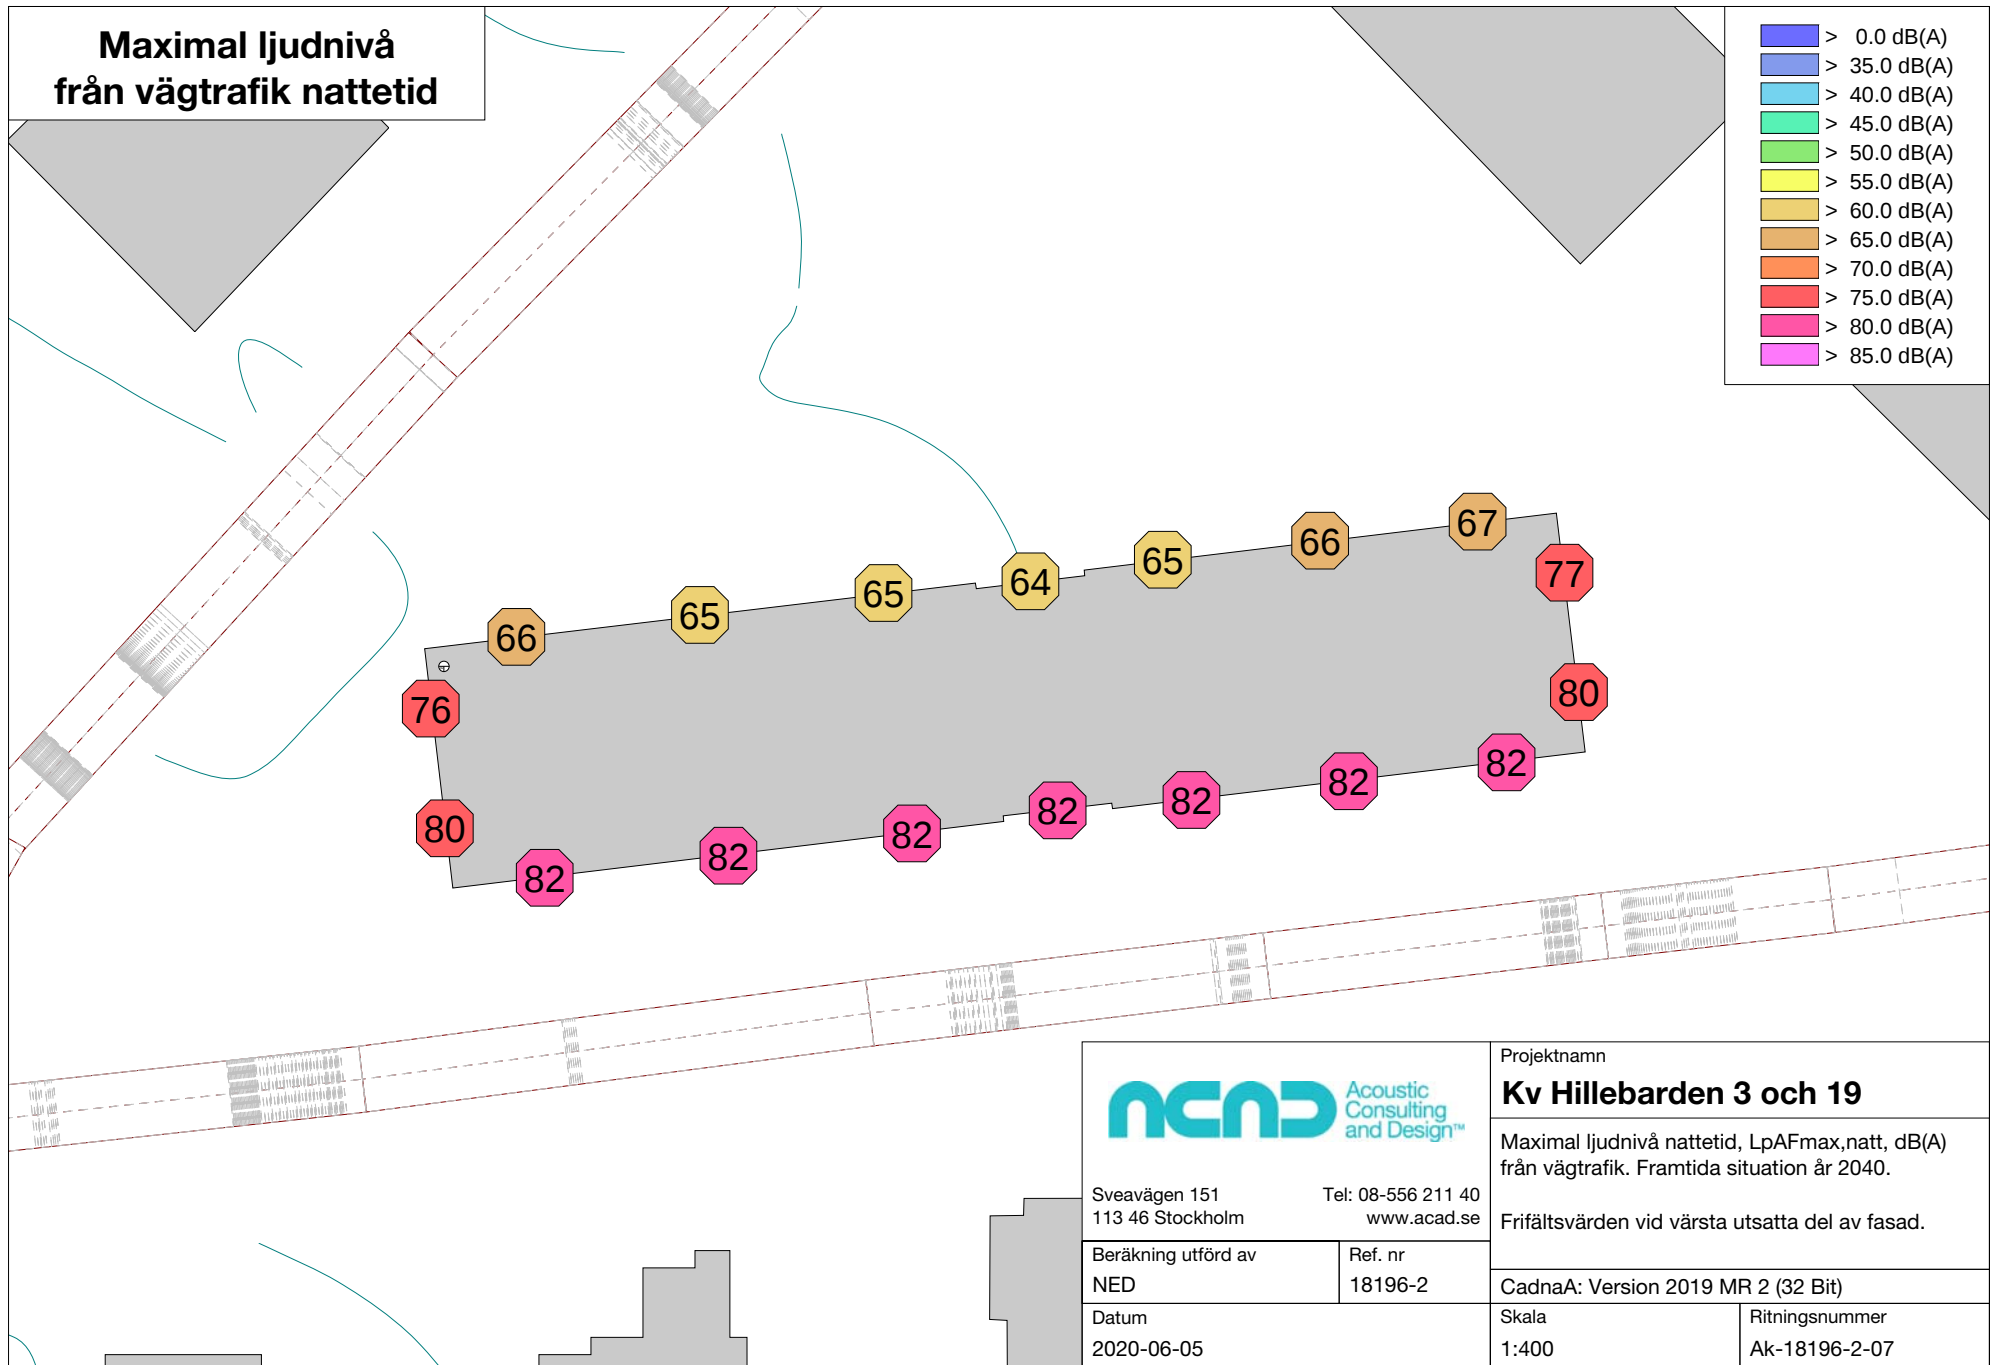 Maximal ljudnivå
från vägtrafik nattetid
> 0.0 dB(A)
> 35.0 dB(A)
> 40.0 dB(A)
> 45.0 dB(A)
> 50.0 dB(A)
> 55.0 dB(A)
> 60.0 dB(A)
> 65.0 dB(A)
> 70.0 dB(A)
> 75.0 dB(A)
> 80.0 dB(A)
> 85.0 dB(A)
66
65
65
64
65
66
67
77
76
80
80
82
82
82
82
82
82
82
ACAD
Acoustic
Consulting
and Design™
Sveavägen 151
113 46 Stockholm
Tel: 08-556 211 40
www.acad.se
Beräkning utförd av
NED
Ref. nr
18196-2
Datum
2020-06-05
Projektnamn
Kv Hillebarden 3 och 19
Maximal ljudnivå nattetid, LpAFmax,natt, dB(A)
från vägtrafik. Framtida situation år 2040.
Frifältsvärden vid värsta utsatta del av fasad.
CadnaA: Version 2019 MR 2 (32 Bit)
Skala
1:400
Ritningsnummer
Ak-18196-2-07